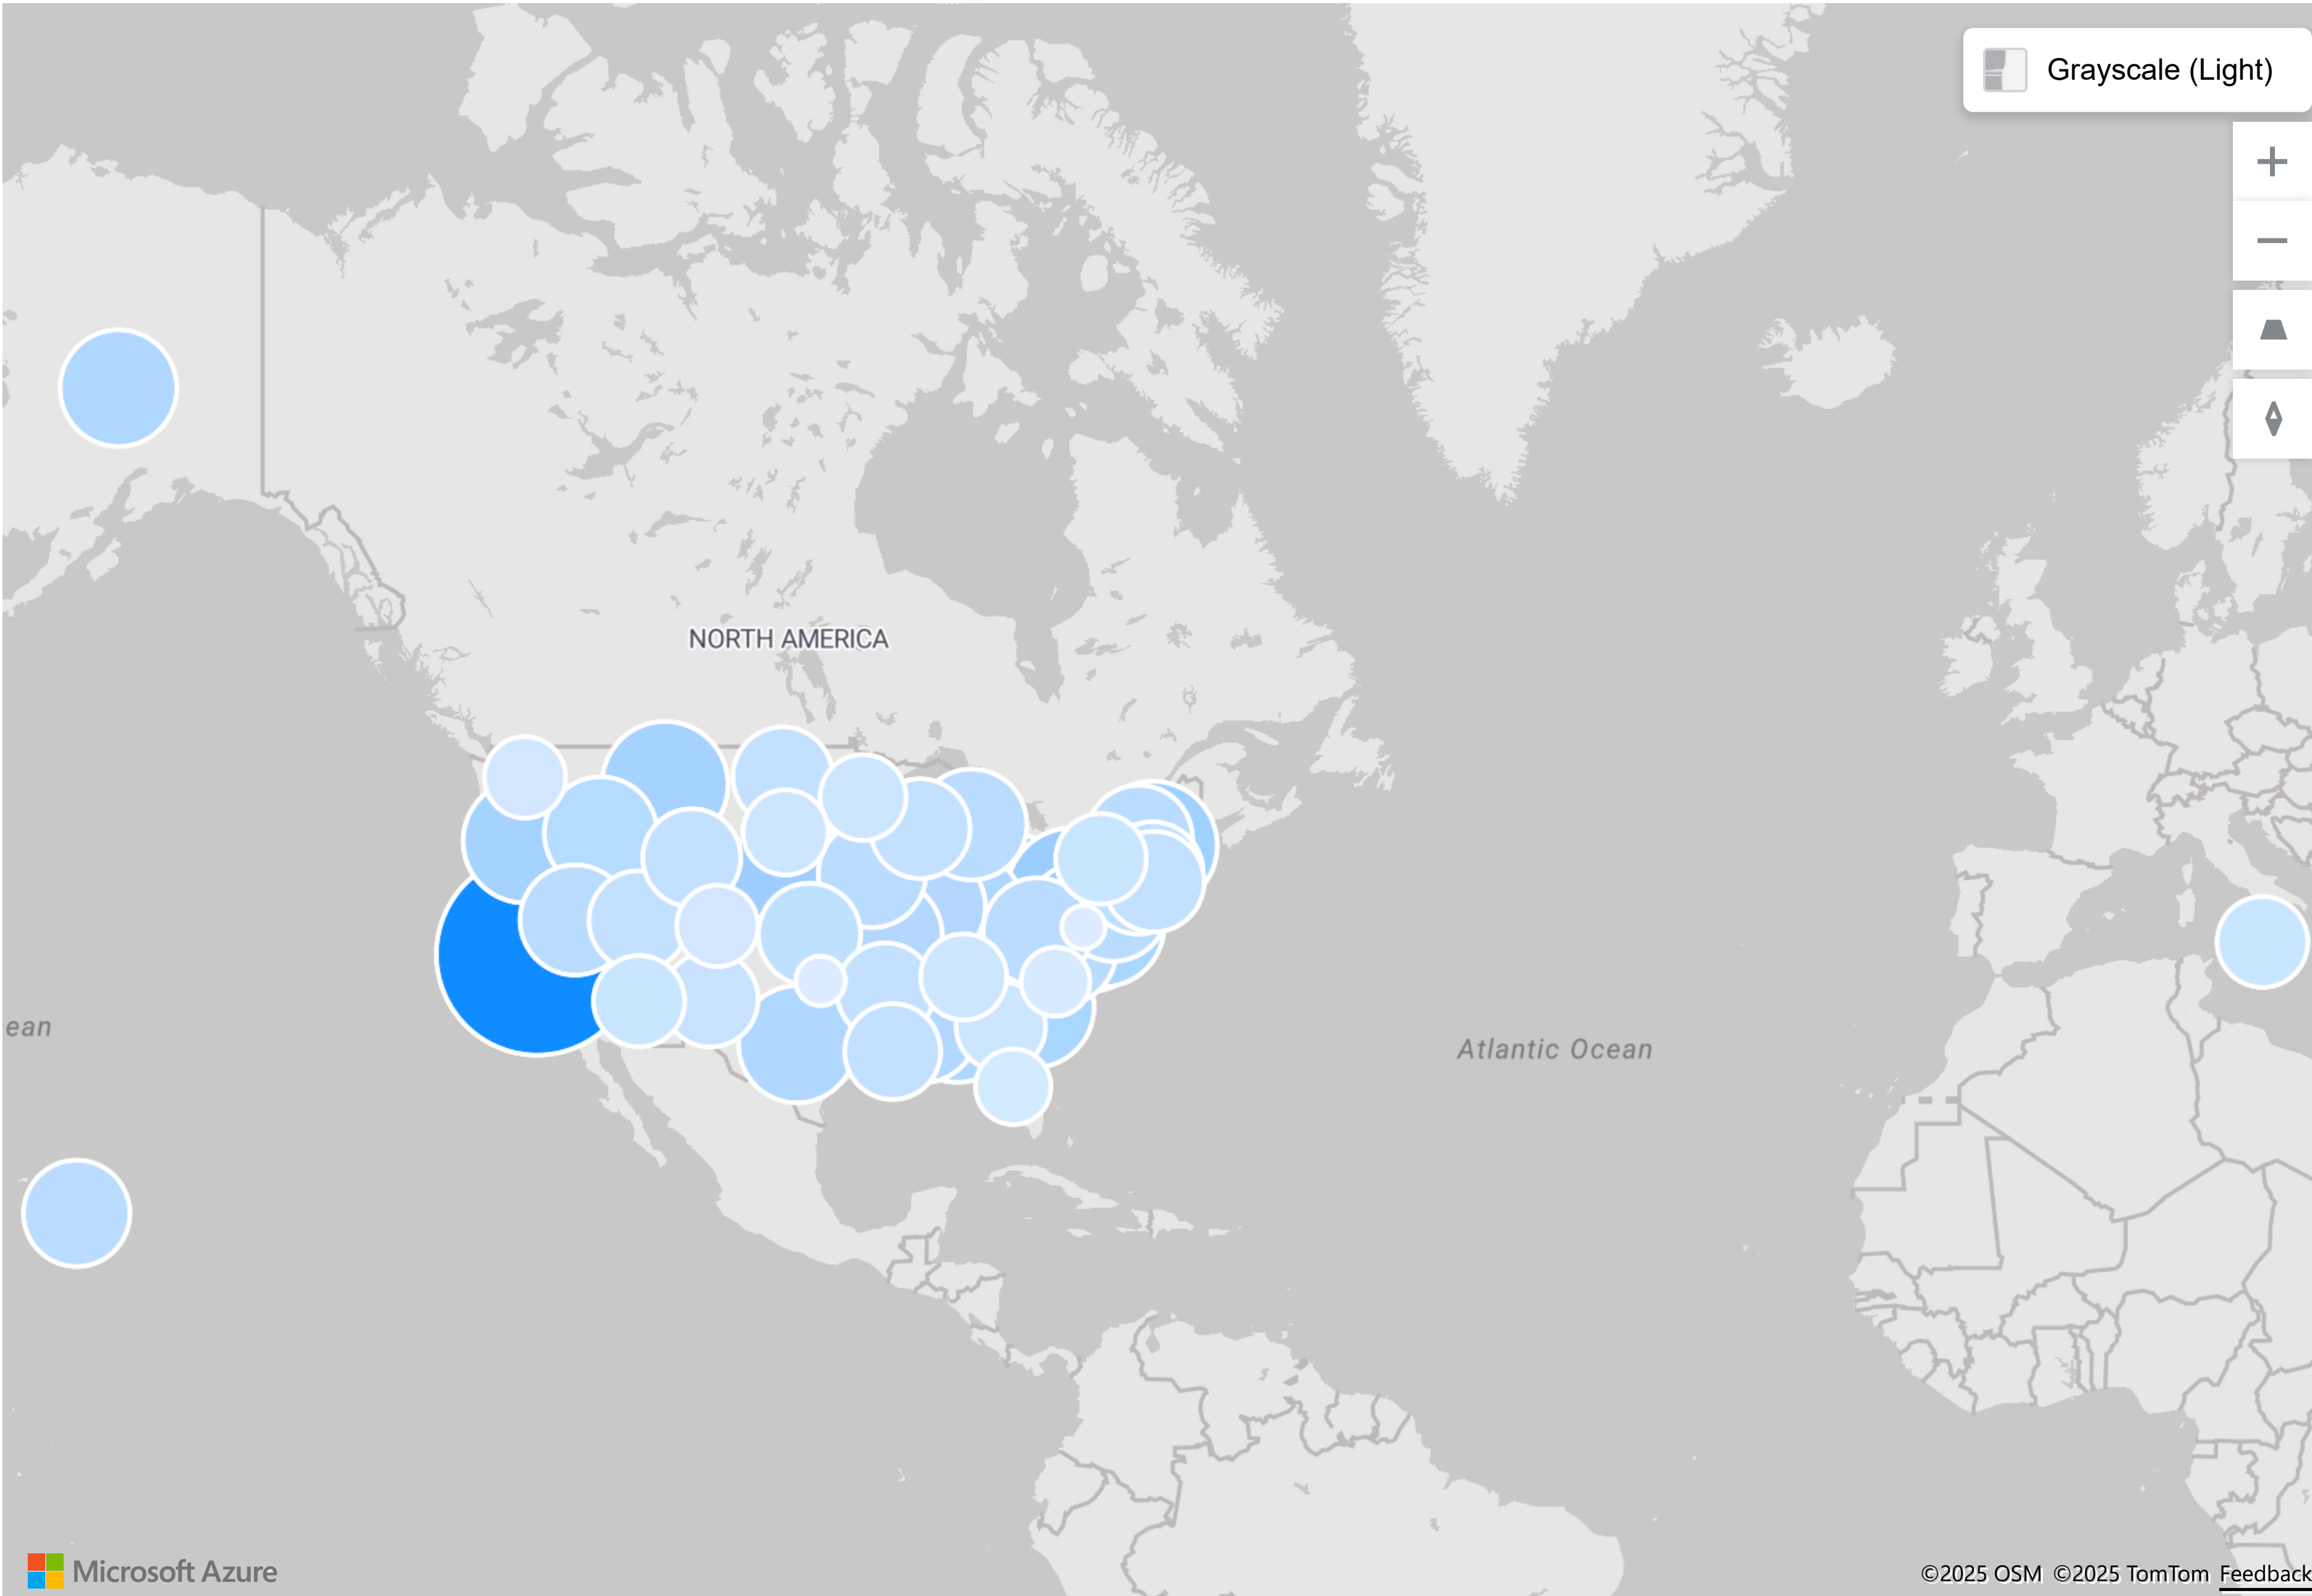 Grayscale (Light)
NORTH AMERICA
ean
Atlantic Ocean
Microsoft Azure
©2025 OSM ©2025 TomTom Feedback